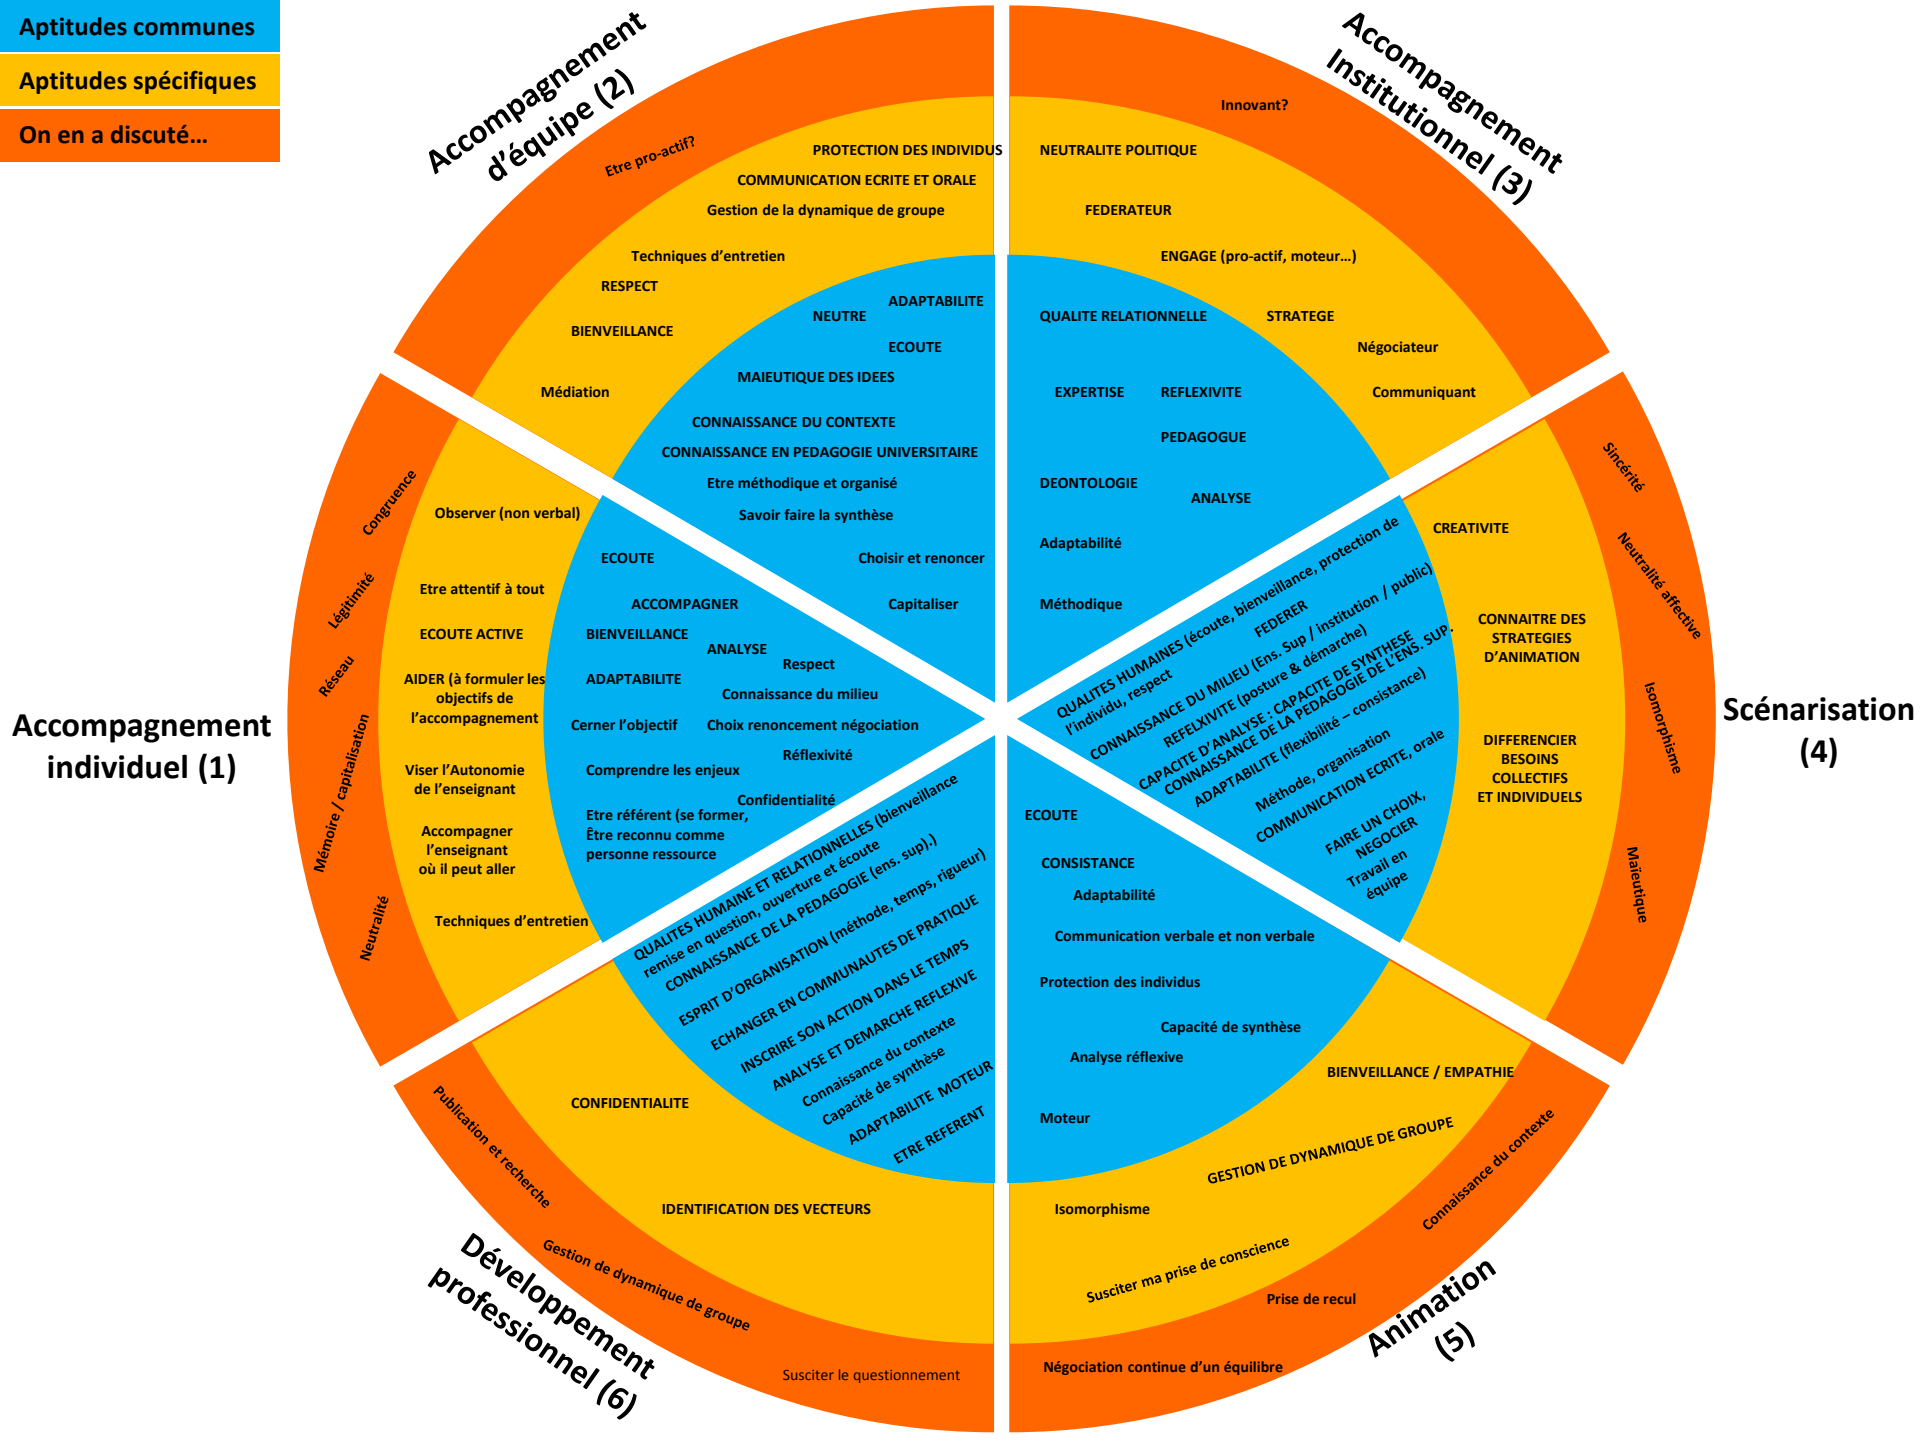 Aptitudes communes
Aptitudes spécifiques
On en a discuté...
Accompagnement
individuel (1)
Congruence
Légitimité
Réseau
Mémoire / capitalisation
Neutralité
Observer (non verbal)
Etre attentif à tout
ECOUTE ACTIVE
AIDER (à formuler les
objectifs de
l'accompagnement
Viser l'Autonomie
de l'enseignant
Accompagner
l'enseignant
où il peut aller
Techniques d'entretien
ECOUTE
ACCOMPAGNER
BIENVEILLANCE
ANALYSE
Respect
ADAPTABILITE
Connaissance du milieu
Cerner l'objectif
Choix renoncement négociation
Réflexivité
Comprendre les enjeux
Confidentialité
Etre référent (se former,
Être reconnu comme
personne ressource
Accompagnement
d'équipe (2)
Etre pro-actif?
PROTECTION DES INDIVIDUS
COMMUNICATION ECRITE ET ORALE
Gestion de la dynamique de groupe
Techniques d'entretien
RESPECT
BIENVEILLANCE
Médiation
ADAPTABILITE
NEUTRE
ECOUTE
MAIEUTIQUE DES IDEES
CONNAISSANCE DU CONTEXTE
CONNAISSANCE EN PEDAGOGIE UNIVERSITAIRE
Etre méthodique et organisé
Savoir faire la synthèse
Choisir et renoncer
Capitaliser
Accompagnement
Institutionnel (3)
Innovant?
NEUTRALITE POLITIQUE
FEDERATEUR
ENGAGE (pro-actif, moteur...)
STRATEGE
Négociateur
Communiquant
QUALITE RELATIONNELLE
EXPERTISE
REFLEXIVITE
PEDAGOGUE
DEONTOLOGIE
ANALYSE
Adaptabilité
Méthodique
Scénarisation
(4)
Sincérité
Neutralité affective
Isomorphisme
Maïeutique
CREATIVITE
CONNAITRE DES
STRATEGIES
D'ANIMATION
DIFFERENCIER
BESOINS
COLLECTIFS
ET INDIVIDUELS
QUALITES HUMAINES (écoute, bienveillance, protection de
l'individu, respect
FEDERER
CONNAISSANCE DU MILIEU (Ens. Sup / institution / public)
REFELXIVITE (posture & démarche)
CAPACITE D'ANALYSE : CAPACITE DE SYNTHESE
CONNAISSANCE DE LA PEDAGOGIE DE L'ENS. SUP.
ADAPTABILITE (flexibilité – consistance)
Méthode, organisation
COMMUNICATION ECRITE, orale
FAIRE UN CHOIX,
NEGOCIER
Travail en
équipe
Animation
(5)
ECOUTE
CONSISTANCE
Adaptabilité
Communication verbale et non verbale
Protection des individus
Capacité de synthèse
Analyse réflexive
Moteur
BIENVEILLANCE / EMPATHIE
GESTION DE DYNAMIQUE DE GROUPE
Isomorphisme
Susciter ma prise de conscience
Connaissance du contexte
Prise de recul
Négociation continue d'un équilibre
Développement
professionnel (6)
QUALITES HUMAINE ET RELATIONNELLES (bienveillance
remise en question, ouverture et écoute
CONNAISSANCE DE LA PEDAGOGIE (ens. sup).)
ESPRIT D'ORGANISATION (méthode, temps, rigueur)
ECHANGER EN COMMUNAUTES DE PRATIQUE
INSCRIRE SON ACTION DANS LE TEMPS
ANALYSE ET DEMARCHE REFLEXIVE
Connaissance du contexte
Capacité de synthèse
ADAPTABILITE MOTEUR
ETRE REFERENT
CONFIDENTIALITE
IDENTIFICATION DES VECTEURS
Publication et recherche
Gestion de dynamique de groupe
Susciter le questionnement